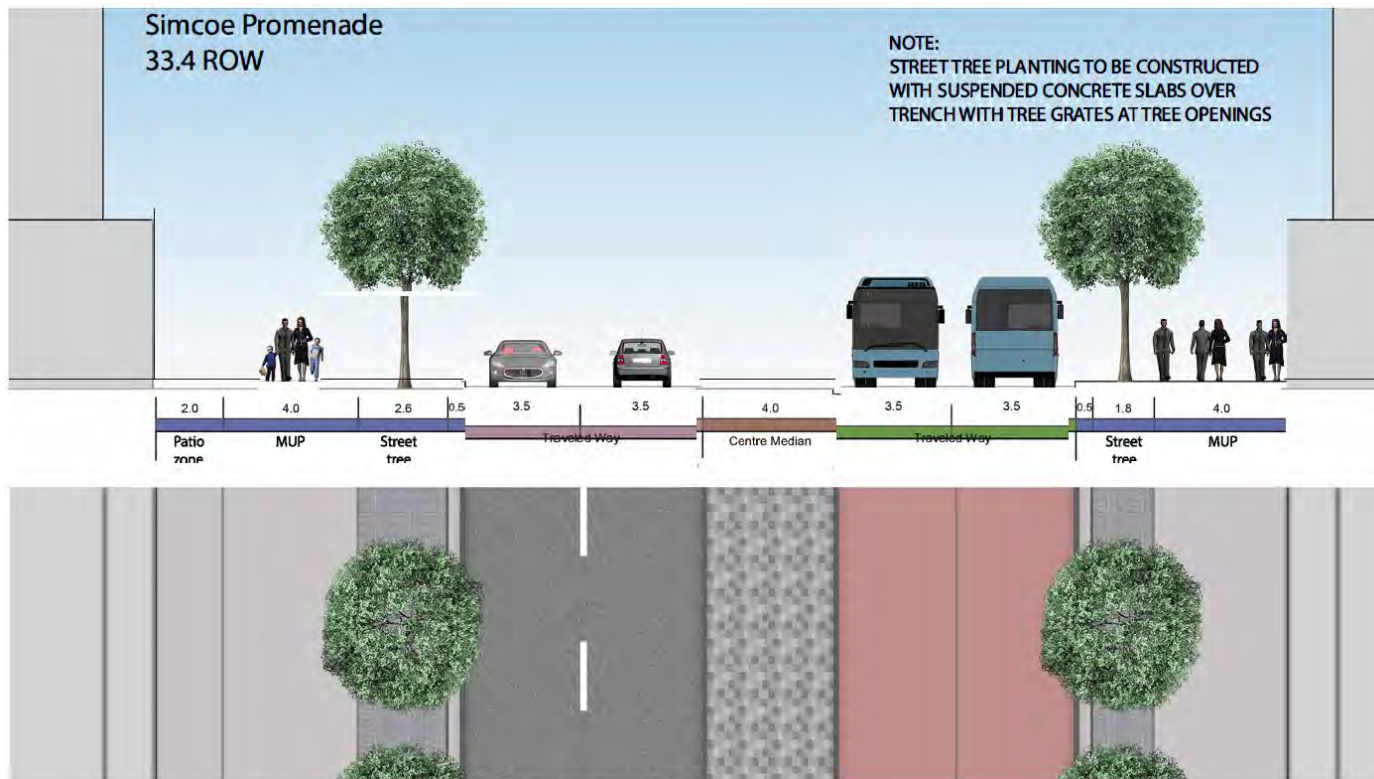 Simcoe Promenade
33.4 ROW
NOTE:
STREET TREE PLANTING TO BE CONSTRUCTED
WITH SUSPENDED CONCRETE SLABS OVER
TRENCH WITH TREE GRATES AT TREE OPENINGS
2.0 4.0 2.6 0.5 3.5 3.5 4.0 3.5 3.5 0.5 1.8 4.0
Patio MUP Street Traveled Way Centre Median Traveled Way Street MUP
zone tree tree